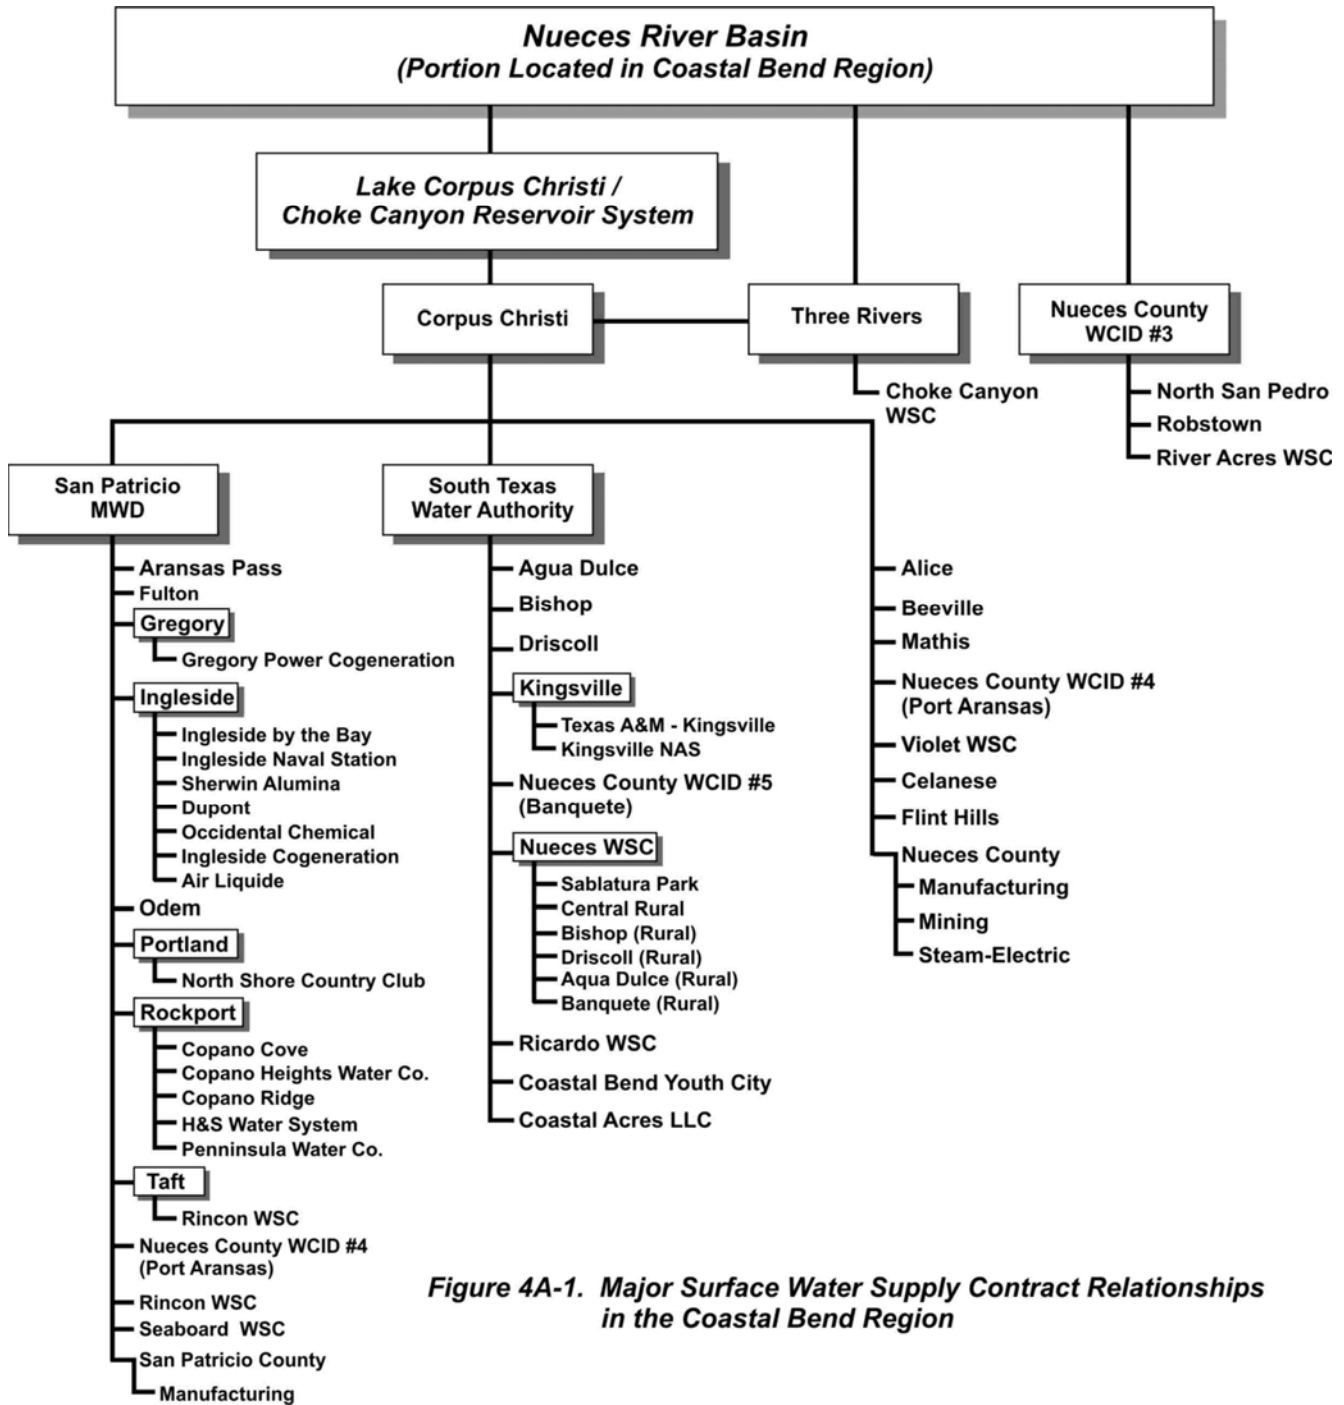 Nueces River Basin
(Portion Located in Coastal Bend Region)
Lake Corpus Christi /
Choke Canyon Reservoir System
Corpus Christi
Three Rivers
Nueces County
WCID #3
Choke Canyon
WSC
North San Pedro
Robstown
River Acres WSC
San Patricio
MWD
Aransas Pass
Fulton
Gregory
Gregory Power Cogeneration
Ingleside
Ingleside by the Bay
Ingleside Naval Station
Sherwin Alumina
Dupont
Occidental Chemical
Ingleside Cogeneration
Air Liquide
Odem
Portland
North Shore Country Club
Rockport
Copano Cove
Copano Heights Water Co.
Copano Ridge
H&S Water System
Penninsula Water Co.
Taft
Rincon WSC
Nueces County WCID #4
(Port Aransas)
Rincon WSC
Seaboard WSC
San Patricio County
Manufacturing
South Texas
Water Authority
Agua Dulce
Bishop
Driscoll
Kingsville
Texas A&M - Kingsville
Kingsville NAS
Nueces County WCID #5
(Banquete)
Nueces WSC
Sablatura Park
Central Rural
Bishop (Rural)
Driscoll (Rural)
Aqua Dulce (Rural)
Banquete (Rural)
Ricardo WSC
Coastal Bend Youth City
Coastal Acres LLC
Alice
Beeville
Mathis
Nueces County WCID #4
(Port Aransas)
Violet WSC
Celanese
Flint Hills
Nueces County
Manufacturing
Mining
Steam-Electric
Figure 4A-1. Major Surface Water Supply Contract Relationships
in the Coastal Bend Region